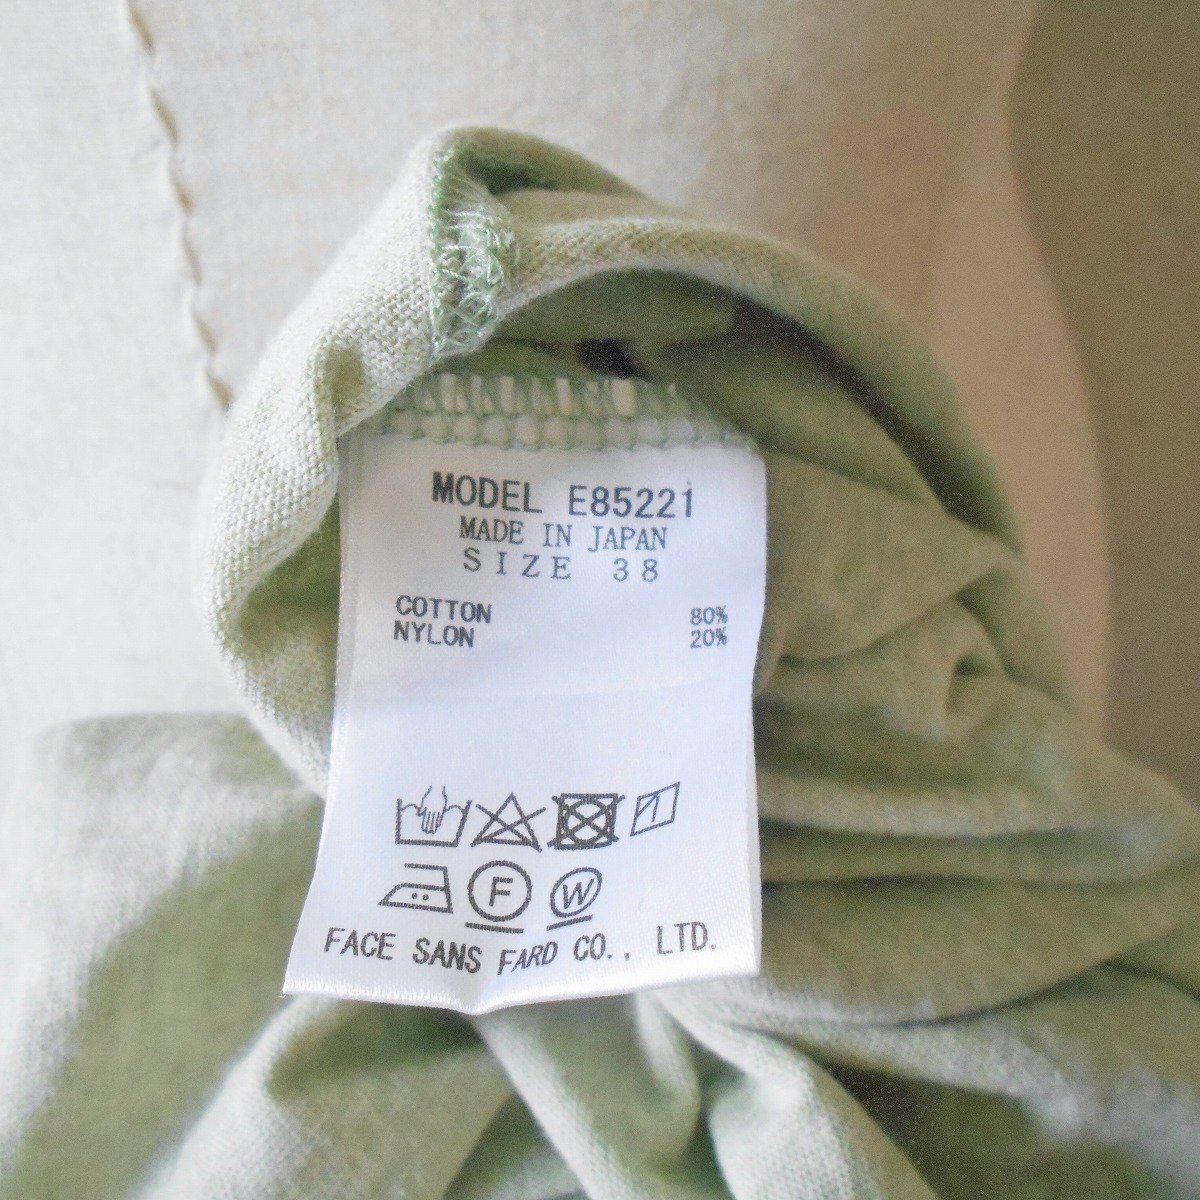 MODEL E85221
MADE IN JAPAN
SIZE 38
COTTON 80%
NYLON 20%
F W
FACE SANS FARD CO., LTD.